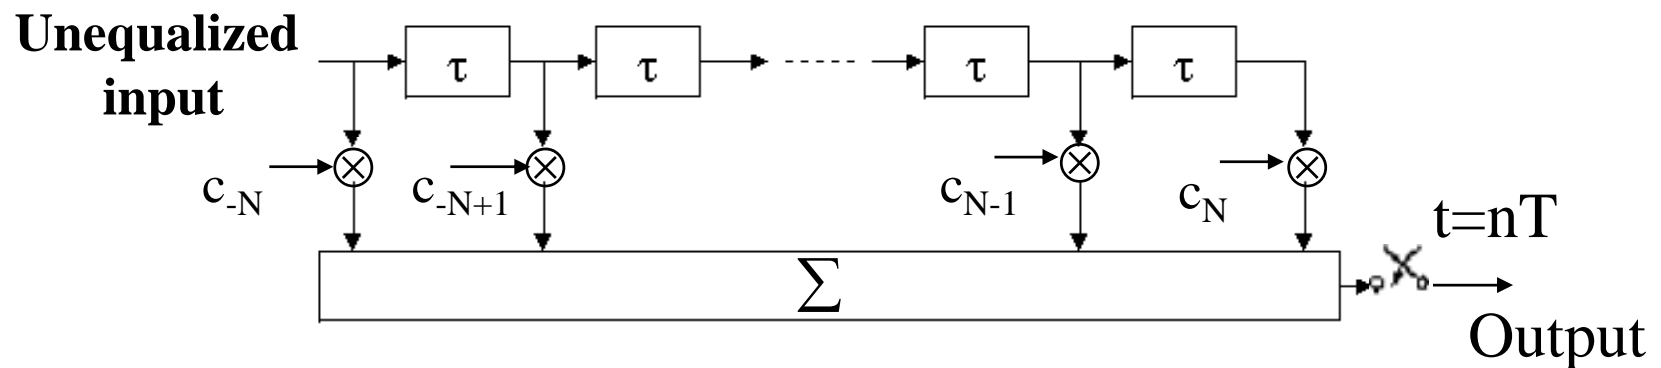 Unequalized
input
τ τ τ τ
c-N c-N+1 cN-1 cN
t=nT
Σ
Output